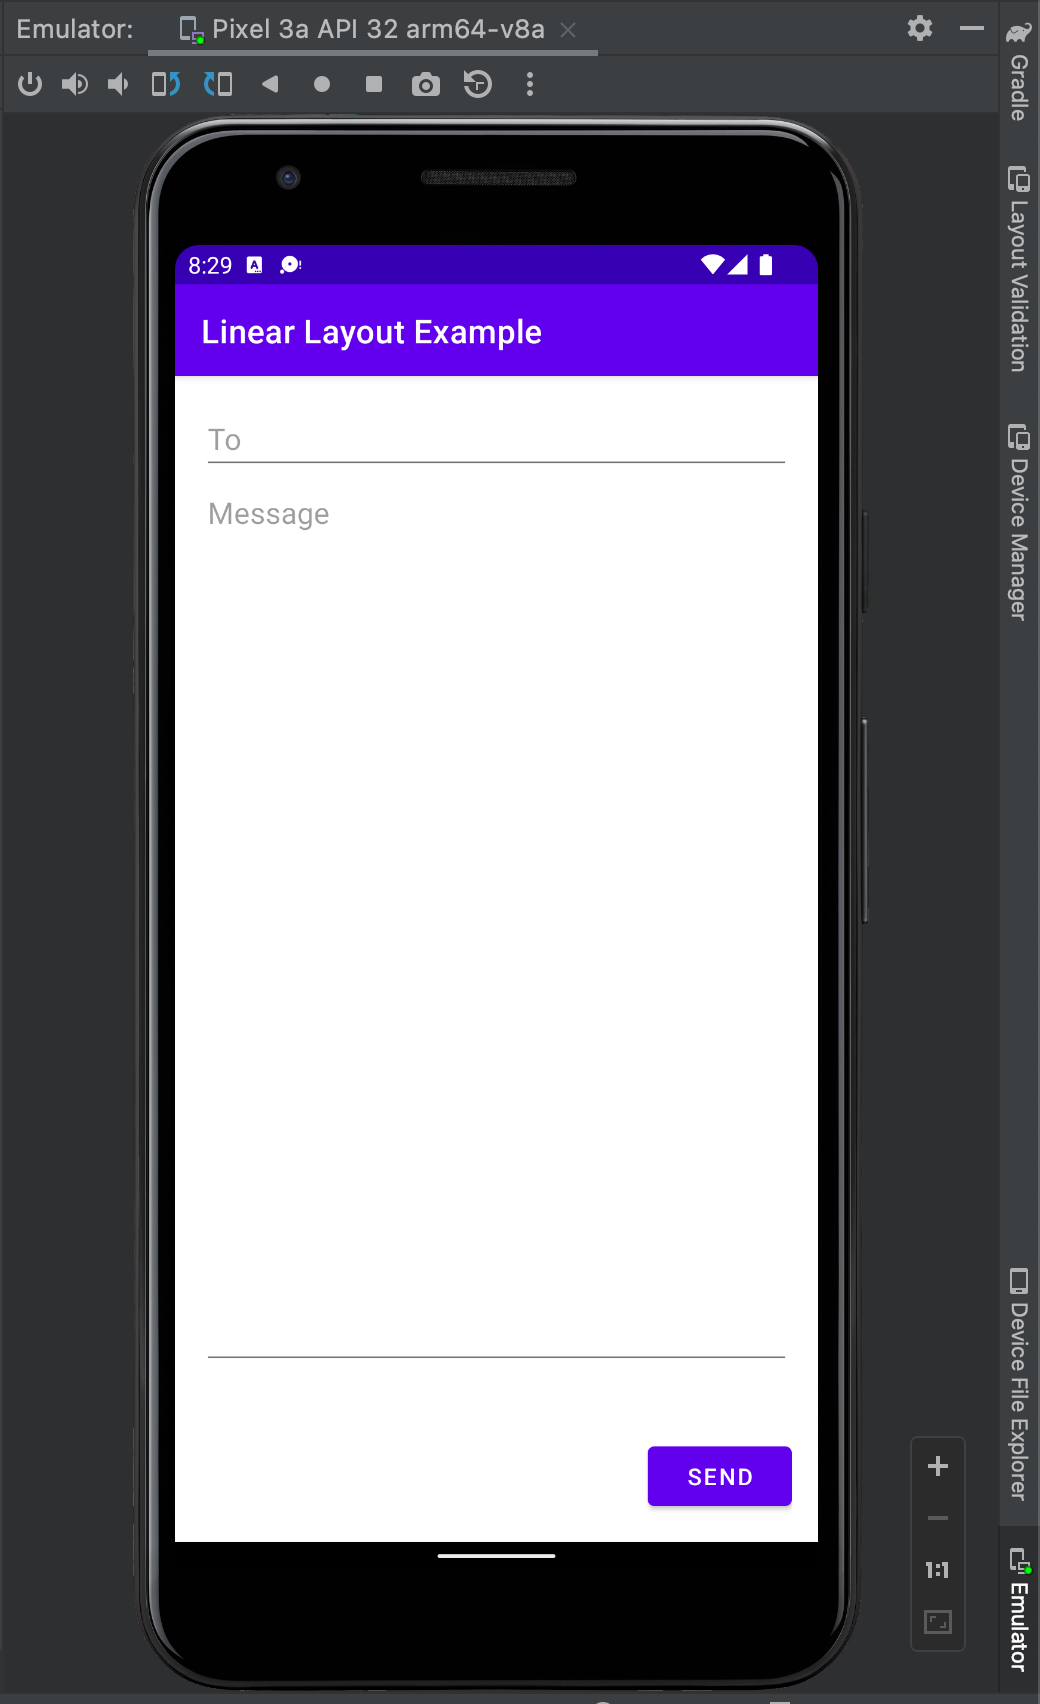 Emulator:
Pixel 3a API 32 arm64-v8a
8:29
A
Linear Layout Example
To
Message
SEND
1:1
Gradle
Layout Validation
Device Manager
Device File Explorer
Emulator